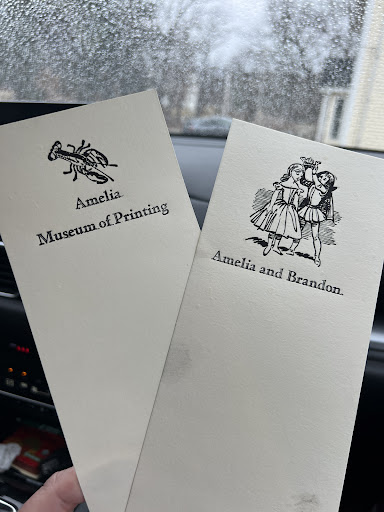 Amelia
Museum of Printing
Amelia and Brandon.